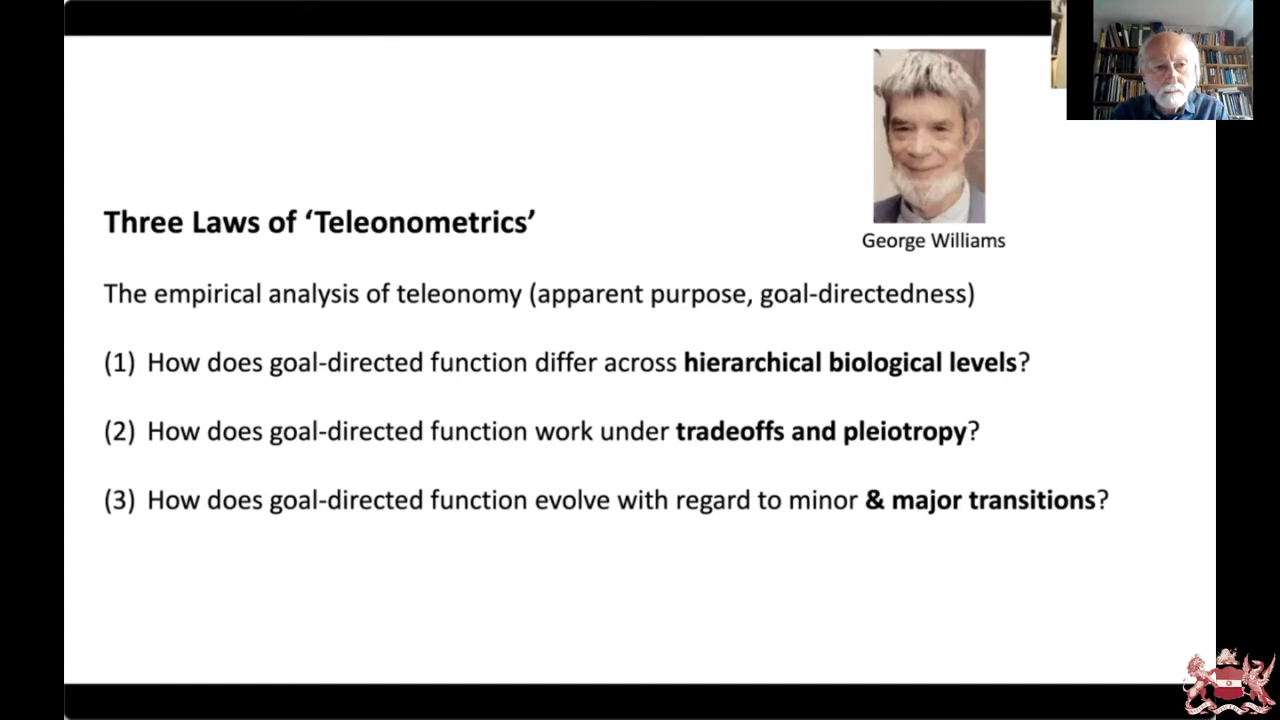 George Williams
Three Laws of ‘Teleonometrics’
The empirical analysis of teleonomy (apparent purpose, goal-directedness)
(1) How does goal-directed function differ across hierarchical biological levels?
(2) How does goal-directed function work under tradeoffs and pleiotropy?
(3) How does goal-directed function evolve with regard to minor & major transitions?